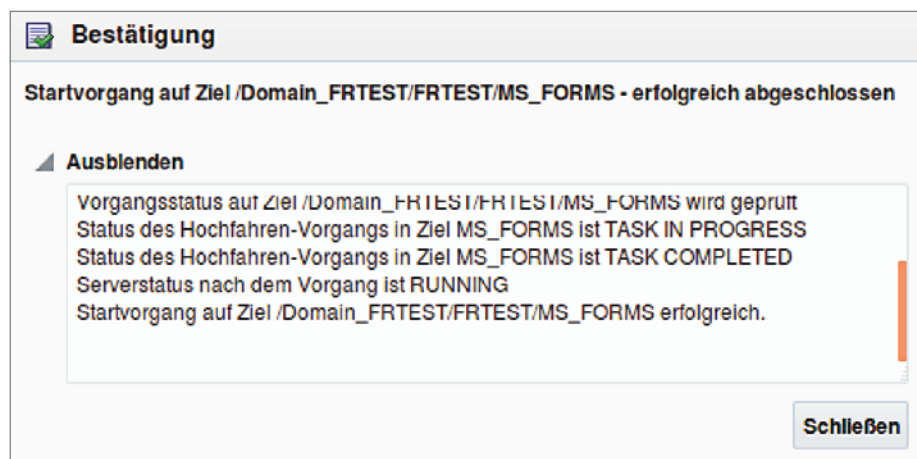 Bestätigung
Startvorgang auf Ziel /Domain_FRTEST/FRTEST/MS_FORMS - erfolgreich abgeschlossen
Ausblenden
Vorgangsstatus auf Ziel /Domain_FRTEST/FRTEST/MS_FORMS wird geprüft
Status des Hochfahren-Vorgangs in Ziel MS_FORMS ist TASK IN PROGRESS
Status des Hochfahren-Vorgangs in Ziel MS_FORMS ist TASK COMPLETED
Serverstatus nach dem Vorgang ist RUNNING
Startvorgang auf Ziel /Domain_FRTEST/FRTEST/MS_FORMS erfolgreich.
Schließen